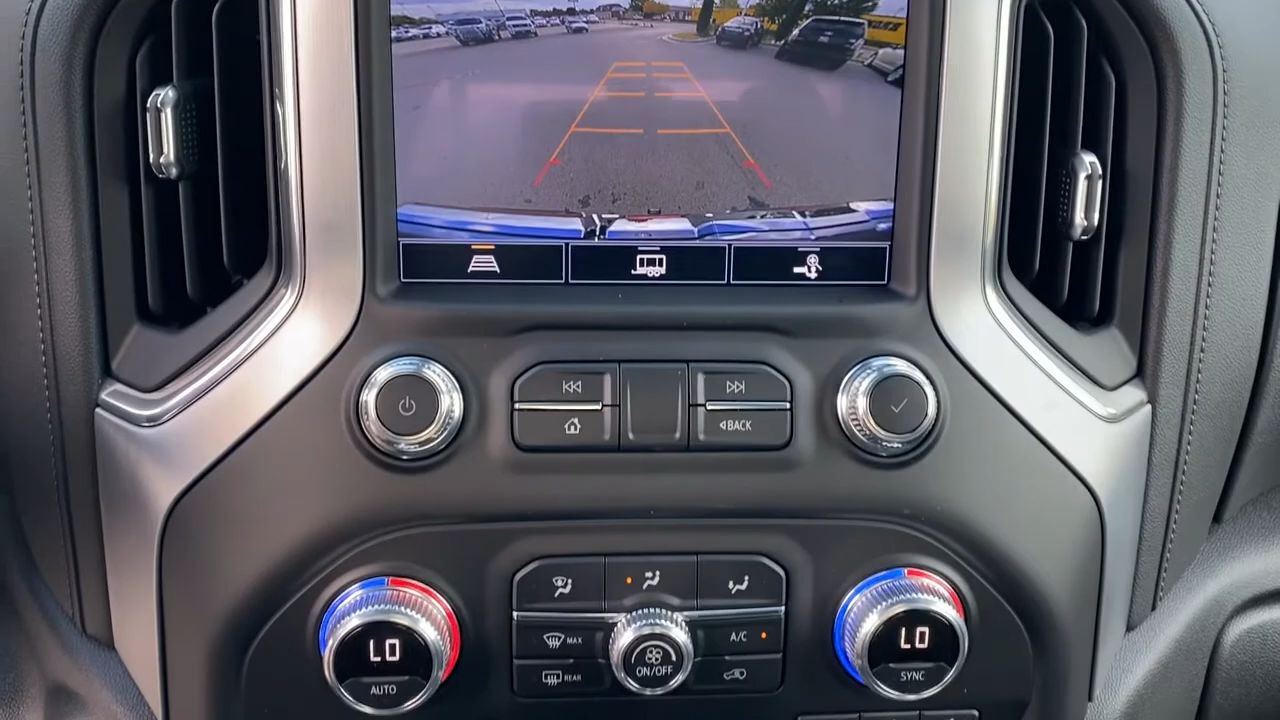 BACK
LO
AUTO
MAX
REAR
ON/OFF
A/C
LO
SYNC